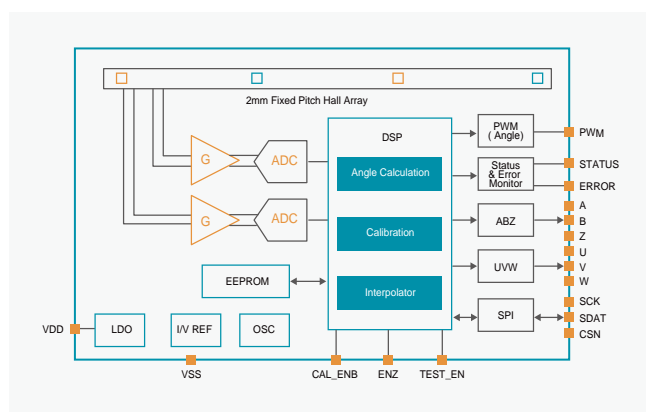 2mm Fixed Pitch Hall Array
G
ADC
G
ADC
DSP
Angle Calculation
Calibration
Interpolator
PWM
( Angle)
Status
& Error
Monitor
ABZ
UVW
SPI
PWM
STATUS
ERROR
A
B
Z
U
V
W
SCK
SDAT
CSN
EEPROM
VDD
LDO
I/V REF
OSC
VSS
CAL_ENB
ENZ
TEST_EN